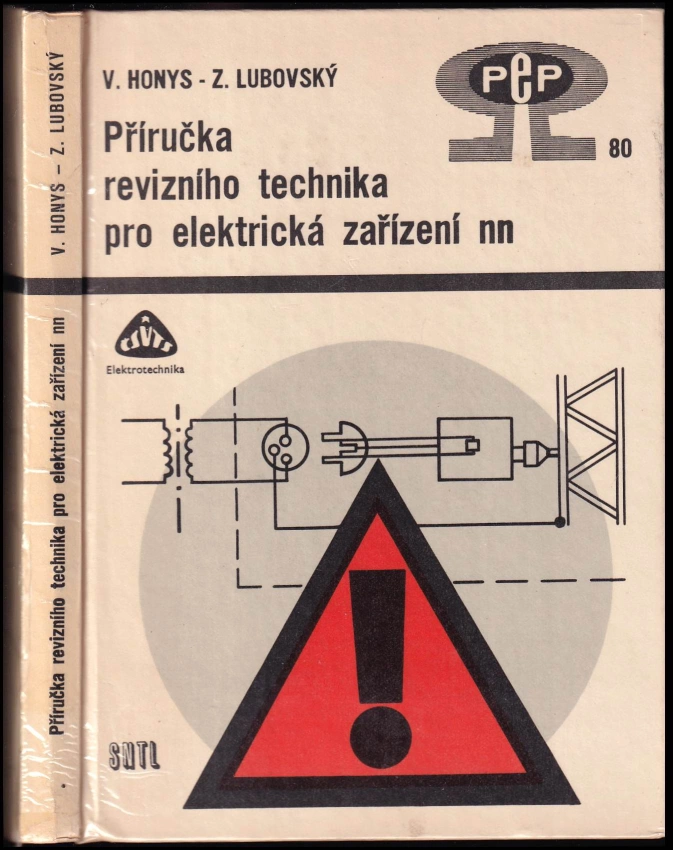 V. HONYS - Z. LUBOVSKÝ
PeP
80
Příručka
revizního technika
pro elektrická zařízení nn
ČSVTS
Elektrotechnika
SNTL
Příručka revizního technika pro elektrická zařízení nn V. HONYS - Z. LUBOVSKÝ